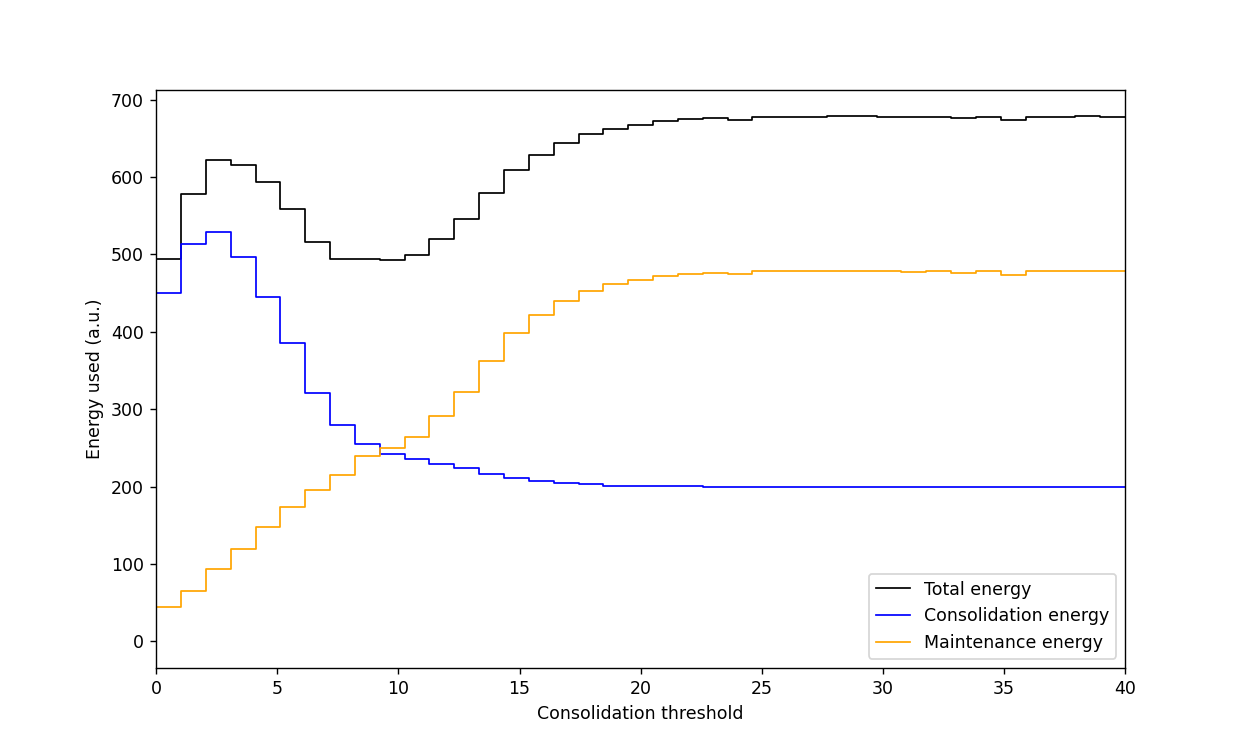 700
600
500
400
300
200
100
0
Energy used (a.u.)
0 5 10 15 20 25 30 35 40
Consolidation threshold
Total energy
Consolidation energy
Maintenance energy